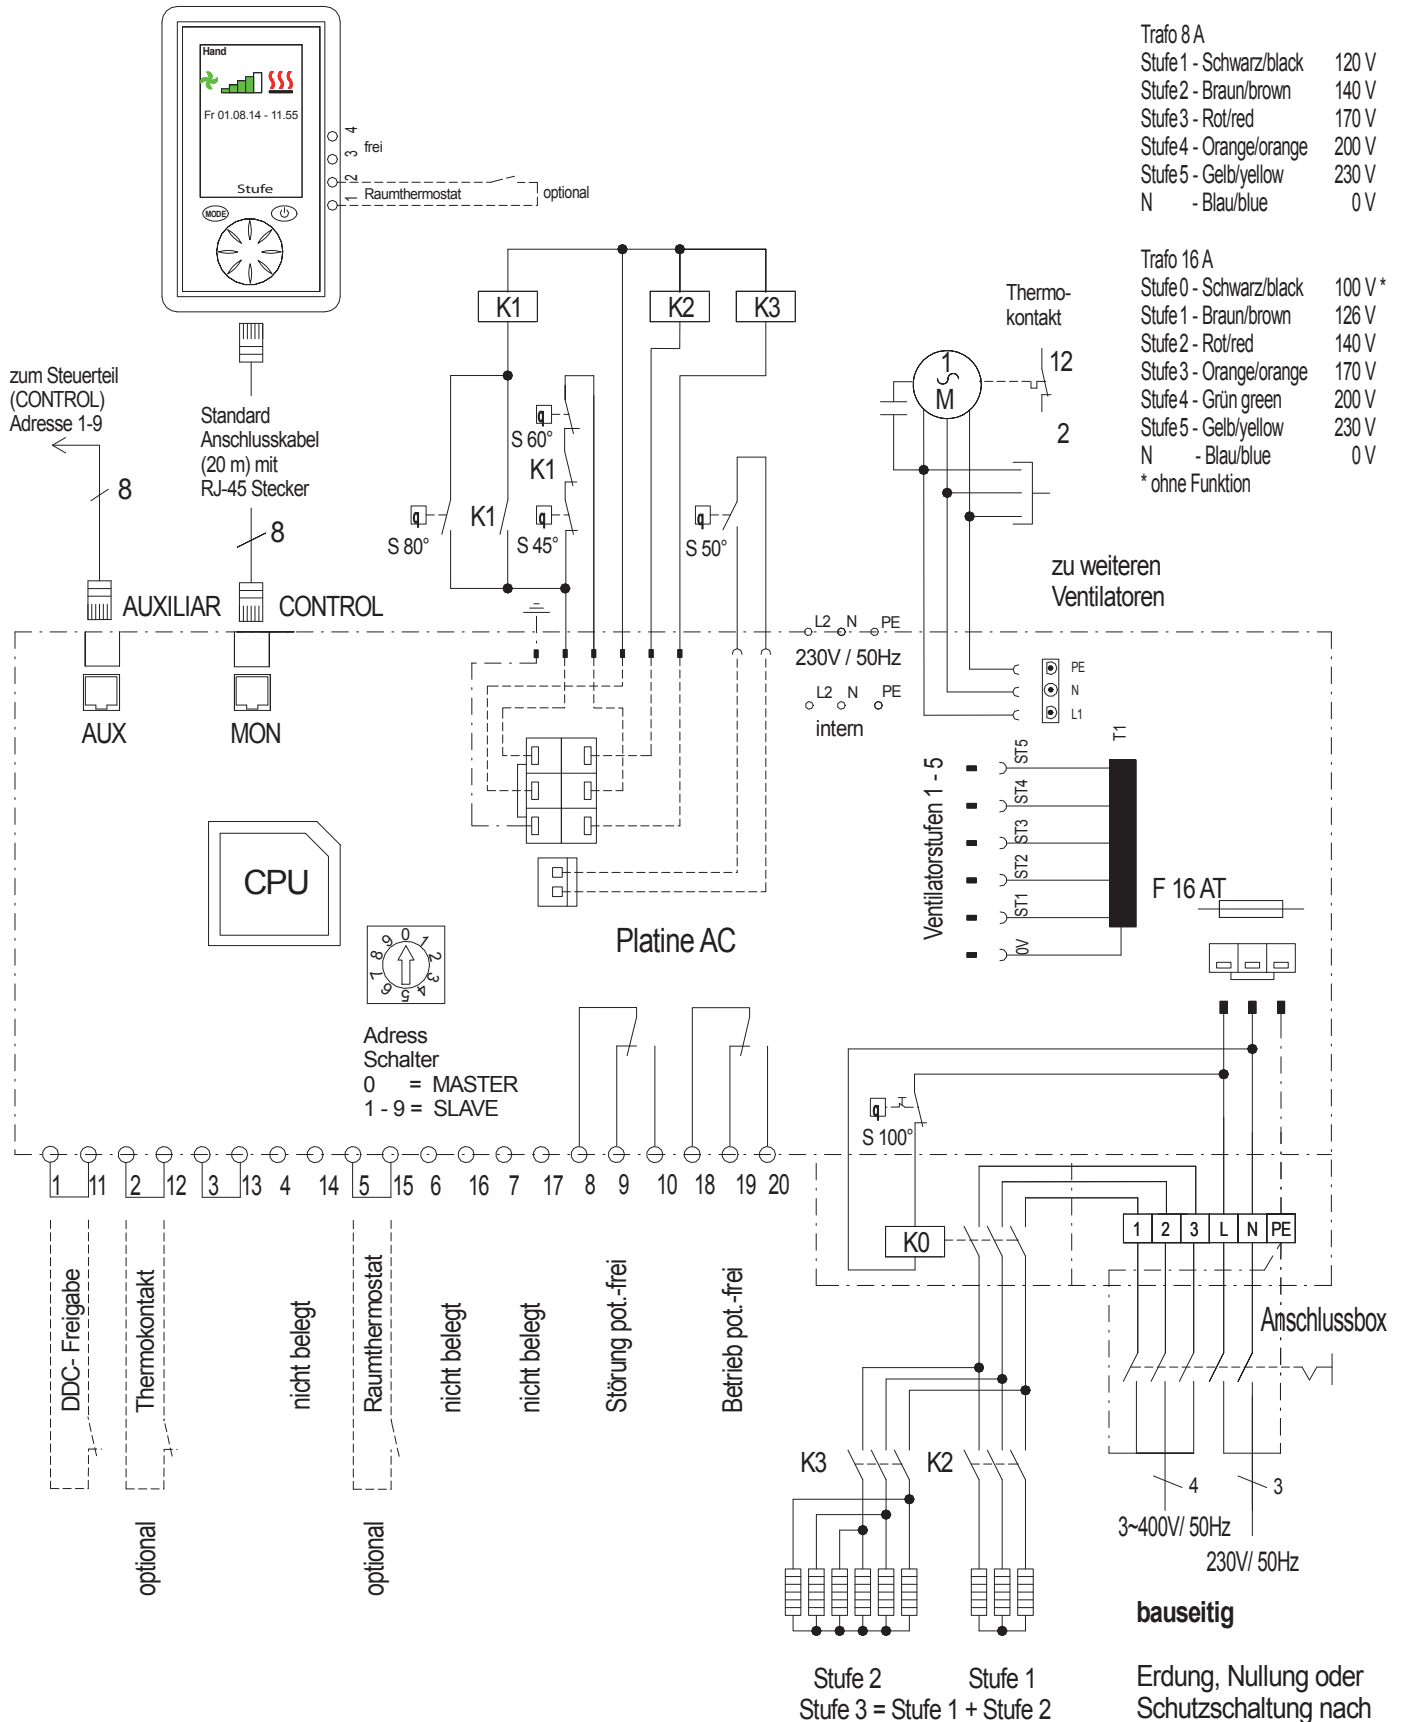 Hand
Fr 01.08.14 - 11.55
Stufe
MODE
4
3
frei
2
1
Raumthermostat
optional
Trafo 8 A
Stufe 1 - Schwarz/black 120 V
Stufe 2 - Braun/brown 140 V
Stufe 3 - Rot/red 170 V
Stufe 4 - Orange/orange 200 V
Stufe 5 - Gelb/yellow 230 V
N - Blau/blue 0 V
Trafo 16 A
Stufe 0 - Schwarz/black 100 V *
Stufe 1 - Braun/brown 126 V
Stufe 2 - Rot/red 140 V
Stufe 3 - Orange/orange 170 V
Stufe 4 - Grün green 200 V
Stufe 5 - Gelb/yellow 230 V
N - Blau/blue 0 V
* ohne Funktion
K1
K2
K3
Thermo-
kontakt
12
2
1
M
zum Steuerteil
(CONTROL)
Adresse 1-9
8
Standard
Anschlusskabel
(20 m) mit
RJ-45 Stecker
8
q
S 60°
K1
q
S 80°
K1
q
S 45°
q
S 50°
zu weiteren
Ventilatoren
AUXILIAR
CONTROL
AUX
MON
L2 N PE
230V / 50Hz
L2 N PE
intern
PE
N
L1
T1
Ventilatorstufen 1 - 5
ST5
ST4
ST3
ST2
ST1
0V
F 16 AT
CPU
Platine AC
0 1 2 3 4 5 6 7 8 9
Adress
Schalter
0 = MASTER
1 - 9 = SLAVE
q
S 100°
1 11 2 12 3 13 4 14 5 15 6 16 7 17 8 9 10 18 19 20
DDC- Freigabe
Thermokontakt
optional
nicht belegt
Raumthermostat
optional
nicht belegt
nicht belegt
Störung pot.-frei
Betrieb pot.-frei
K0
1 2 3 L N PE
Anschlussbox
K3
K2
4
3
3~400V/ 50Hz
230V/ 50Hz
bauseitig
Stufe 2 Stufe 1
Stufe 3 = Stufe 1 + Stufe 2
Erdung, Nullung oder
Schutzschaltung nach